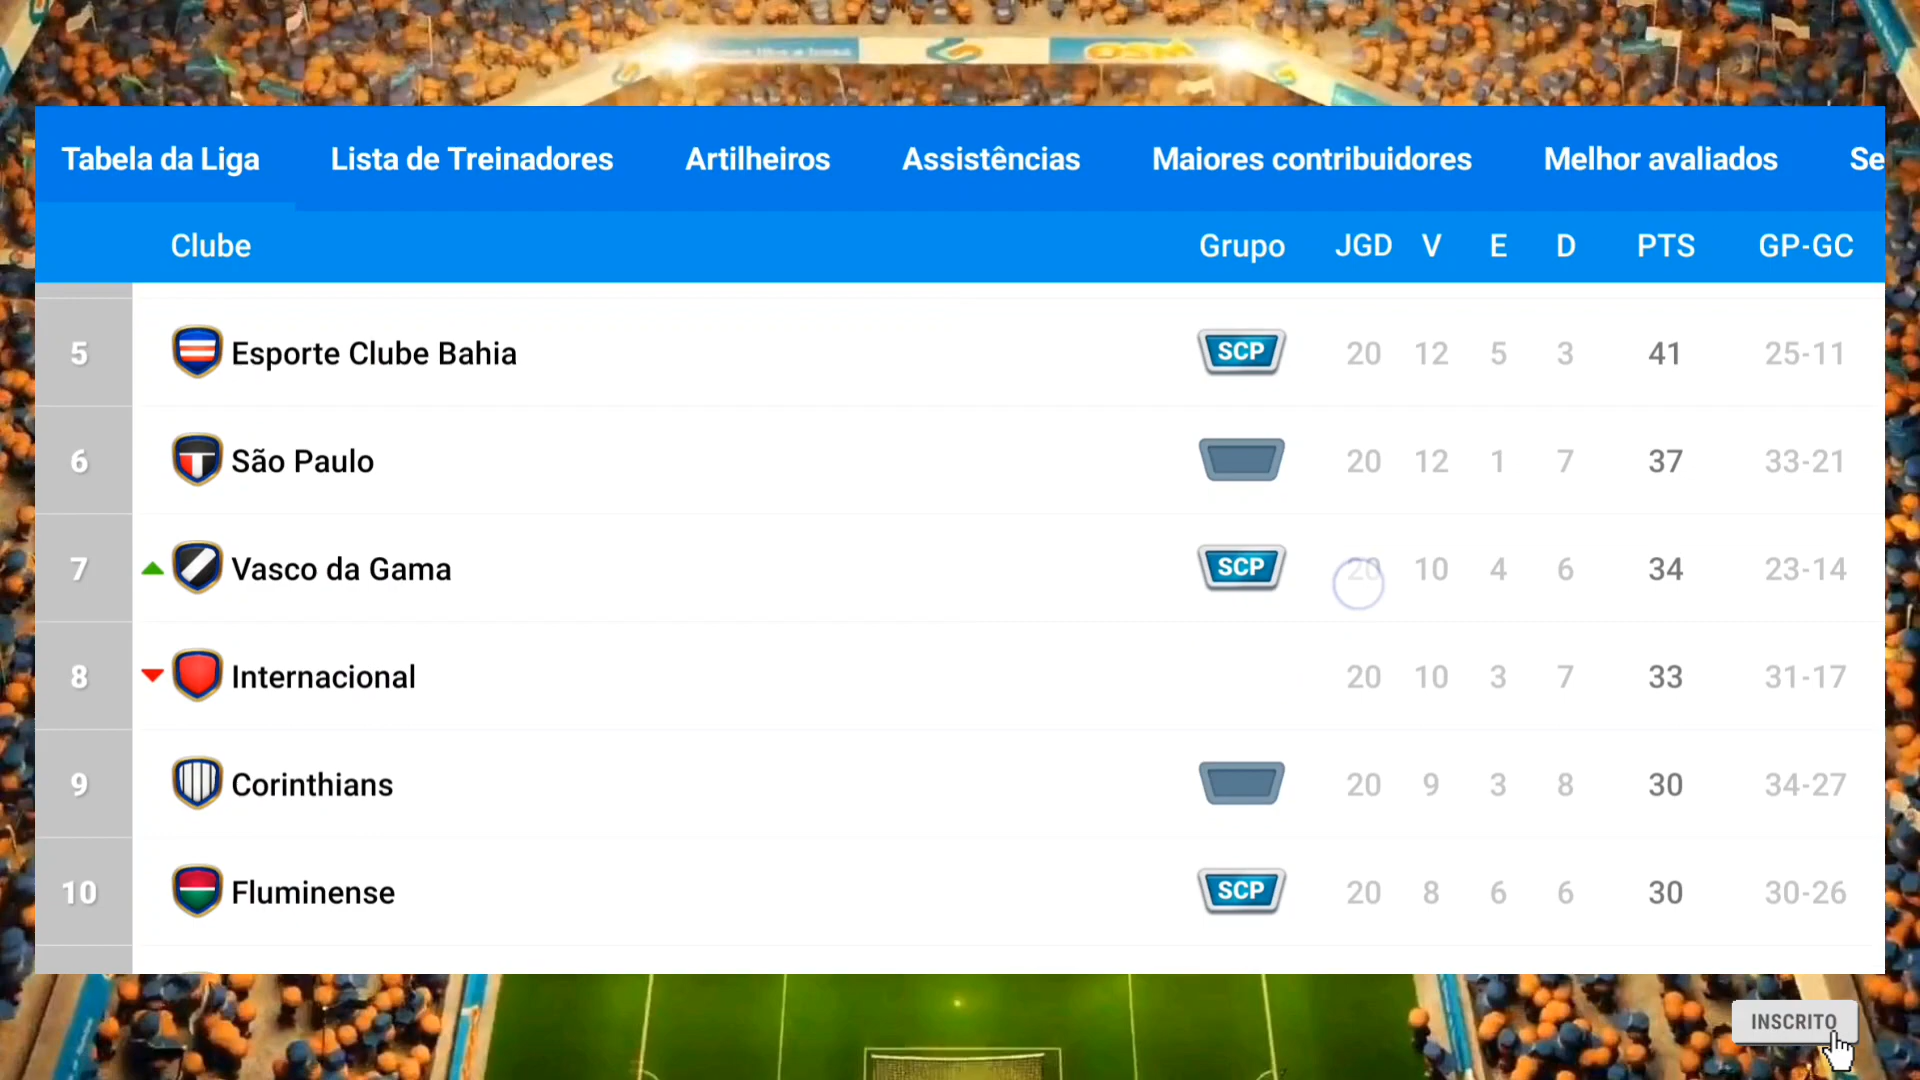 OSM
Tabela da Liga Lista de Treinadores Artilheiros Assistências Maiores contribuidores Melhor avaliados Se
Clube Grupo JGD V E D PTS GP-GC
5 Esporte Clube Bahia SCP 20 12 5 3 41 25-11
6 São Paulo 20 12 1 7 37 33-21
7 Vasco da Gama SCP 20 10 4 6 34 23-14
8 Internacional 20 10 3 7 33 31-17
9 Corinthians 20 9 3 8 30 34-27
10 Fluminense SCP 20 8 6 6 30 30-26
INSCRITO